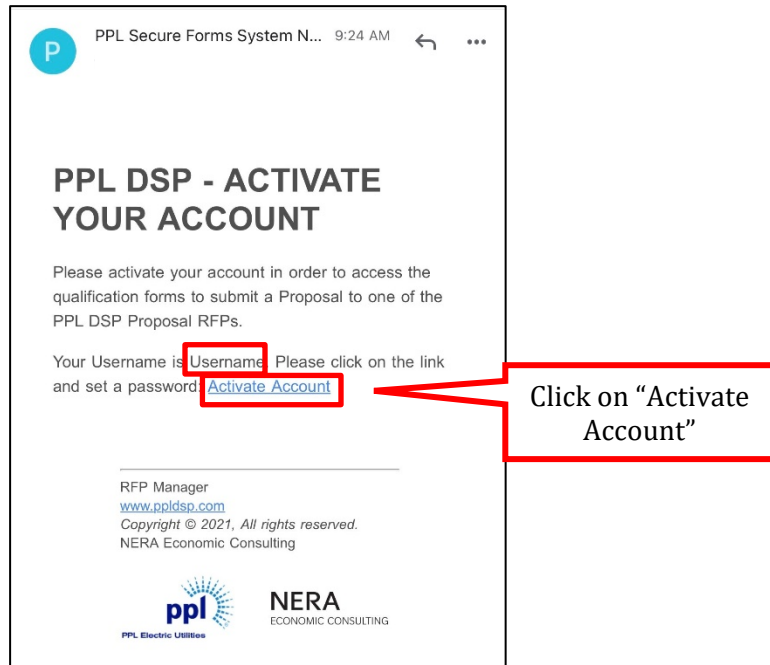 P
PPL Secure Forms System N... 9:24 AM
PPL DSP - ACTIVATE
YOUR ACCOUNT
Please activate your account in order to access the
qualification forms to submit a Proposal to one of the
PPL DSP Proposal RFPs.
Your Username is Username. Please click on the link
and set a password: Activate Account
Click on “Activate
Account”
RFP Manager
www.ppldsp.com
Copyright © 2021, All rights reserved.
NERA Economic Consulting
ppl
PPL Electric Utilities
NERA
ECONOMIC CONSULTING